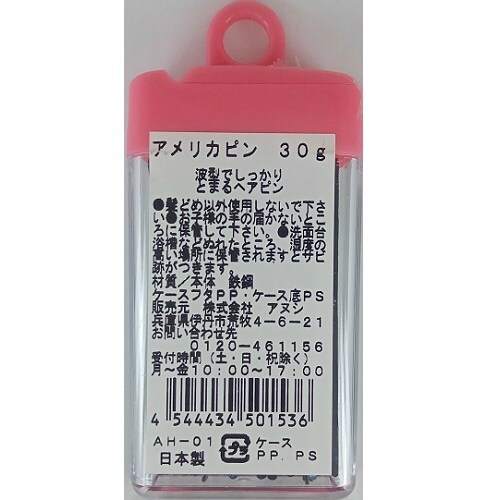 アメリカピン 30g
波型でしっかり
とまるヘアピン
●髪どめ以外使用しないで下さ
い●お子様の手の届かないとこ
ろに保管して下さい。●洗面台
浴槽などぬれたところ、湿度の
高い場所に保管されますとサビ
跡がつきます。
材質/本体 鉄鋼
ケースフタPP・ケース底PS
販売元 株式会社 アヌシ
兵庫県伊丹市荒牧4-6-21
お問い合わせ先
0120-461156
受付時間(土・日・祝除く)
月~金10:00~17:00
4 544434 501536
AH-01 プラ ケース
日本製 PP. PS